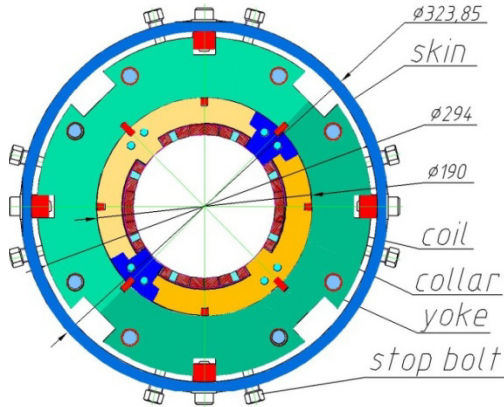 ø323,85
skin
ø294
ø190
coil
collar
yoke
stop bolt